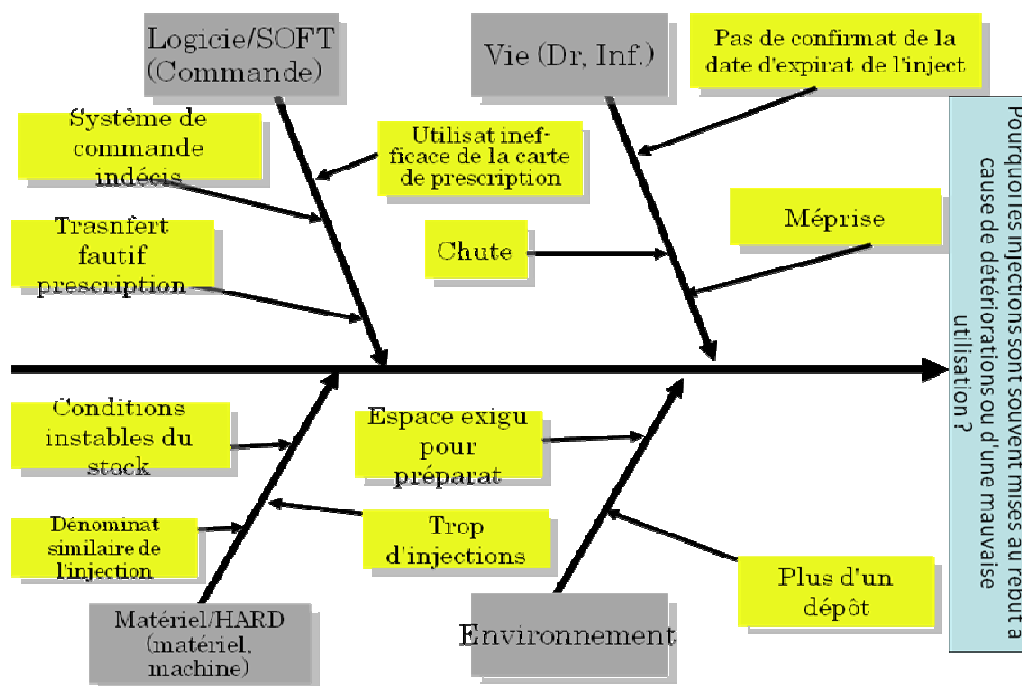 Logicie/SOFT
(Commande)
Vie (Dr, Inf.)
Pas de confirmat de la
date d'expirat de l'inject
Système de
commande
indécis
Utilisat inef-
ficace de la carte
de prescription
Méprise
Trasnfert
fautif
prescription
Chute
Pourquoi les injections sont souvent mises au rebut à
cause de détériorations ou d'une mauvaise
utilisation ?
Conditions
instables du
stock
Espace exigu
pour
préparat
Dénominat
similaire de
l'injection
Trop
d'injections
Plus d'un
dépôt
Matériel/HARD
(matériel,
machine)
Environnement